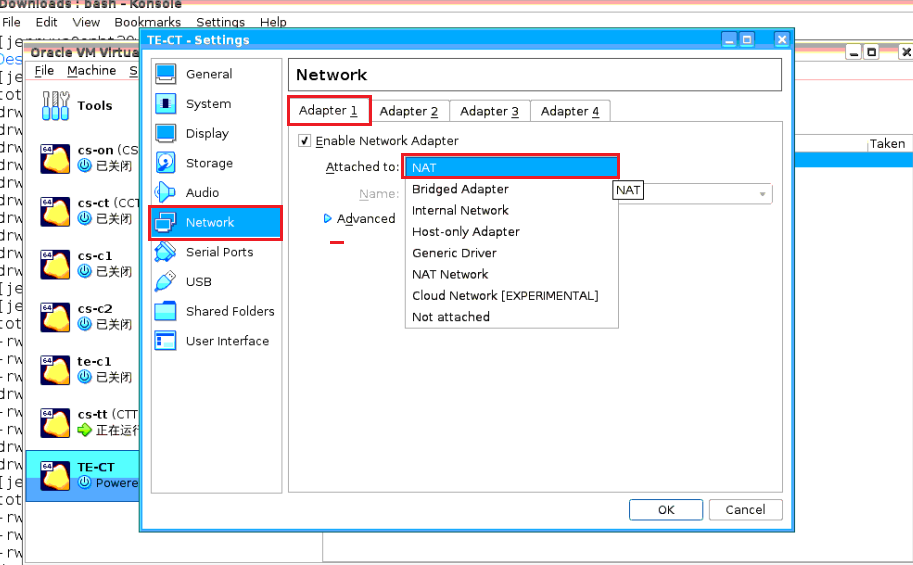 Downloads : bash - Konsole
File Edit View Bookmarks Settings Help
TE-CT - Settings
Oracle VM Virtua
File Machine S
Tools
cs-on (CS
已关闭
cs-ct (CCT
已关闭
cs-c1
已关闭
cs-c2
已关闭
te-c1
已关闭
cs-tt (CTT
正在运行
TE-CT
Powere
General
System
Display
Storage
Audio
Network
Serial Ports
USB
Shared Folders
User Interface
Network
Adapter 1 Adapter 2 Adapter 3 Adapter 4
Enable Network Adapter
Attached to: NAT
Name:
Advanced
Bridged Adapter
Internal Network
Host-only Adapter
Generic Driver
NAT Network
Cloud Network [EXPERIMENTAL]
Not attached
NAT
Taken
OK Cancel